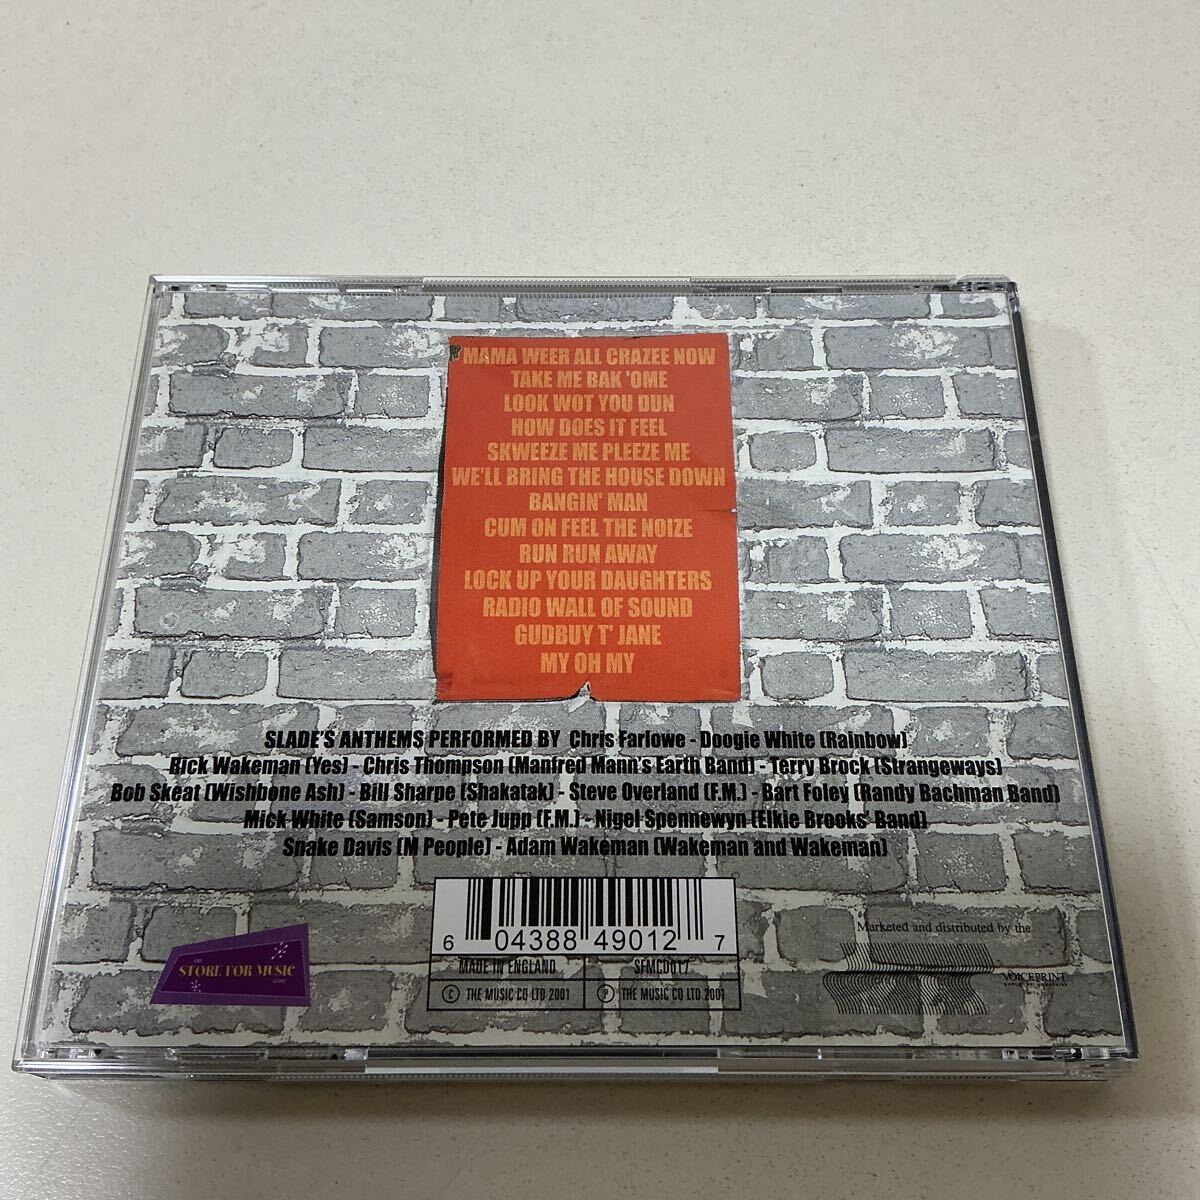 MAMA WEER ALL CRAZEE NOW
TAKE ME BAK 'OME
LOOK WOT YOU DUN
HOW DOES IT FEEL
SKWEEZE ME PLEEZE ME
WE'LL BRING THE HOUSE DOWN
BANGIN' MAN
CUM ON FEEL THE NOIZE
RUN RUN AWAY
LOCK UP YOUR DAUGHTERS
RADIO WALL OF SOUND
GUDBUY T' JANE
MY OH MY
SLADE'S ANTHEMS PERFORMED BY Chris Farlowe - Doogie White (Rainbow)
Rick Wakeman (Yes) - Chris Thompson (Manfred Mann's Earth Band) - Terry Brock (Strangeways)
Bob Skeat (Wishbone Ash) - Bill Sharpe (Shakatak) - Steve Overland (F.M.) - Bart Foley (Randy Bachman Band)
Mick White (Samson) - Pete Jupp (F.M.) - Nigel Spennewyn (Elkie Brooks' Band)
Snake Davis (M People) - Adam Wakeman (Wakeman and Wakeman)
6 04388 49012 7
MADE IN ENGLAND SFMCD017
© THE MUSIC CO LTD 2001 ℗ THE MUSIC CO LTD 2001
THE
STORE FOR MUSIC
.COM
Marketed and distributed by the
VOICEPRINT